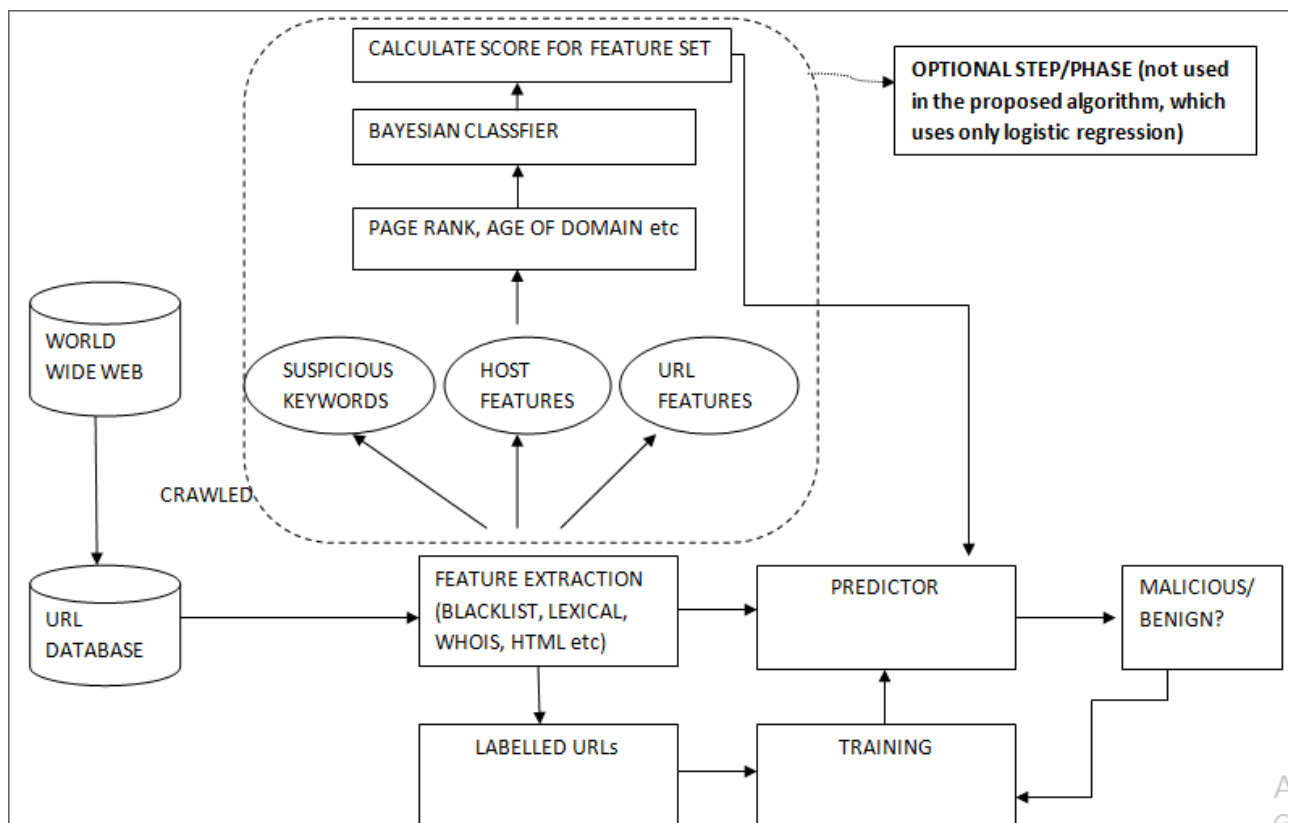 CALCULATE SCORE FOR FEATURE SET
OPTIONAL STEP/PHASE (not used
in the proposed algorithm, which
uses only logistic regression)
BAYESIAN CLASSFIER
PAGE RANK, AGE OF DOMAIN etc
WORLD
WIDE WEB
SUSPICIOUS
KEYWORDS
HOST
FEATURES
URL
FEATURES
CRAWLED
URL
DATABASE
FEATURE EXTRACTION
(BLACKLIST, LEXICAL,
WHOIS, HTML etc)
PREDICTOR
MALICIOUS/
BENIGN?
LABELLED URLs
TRAINING